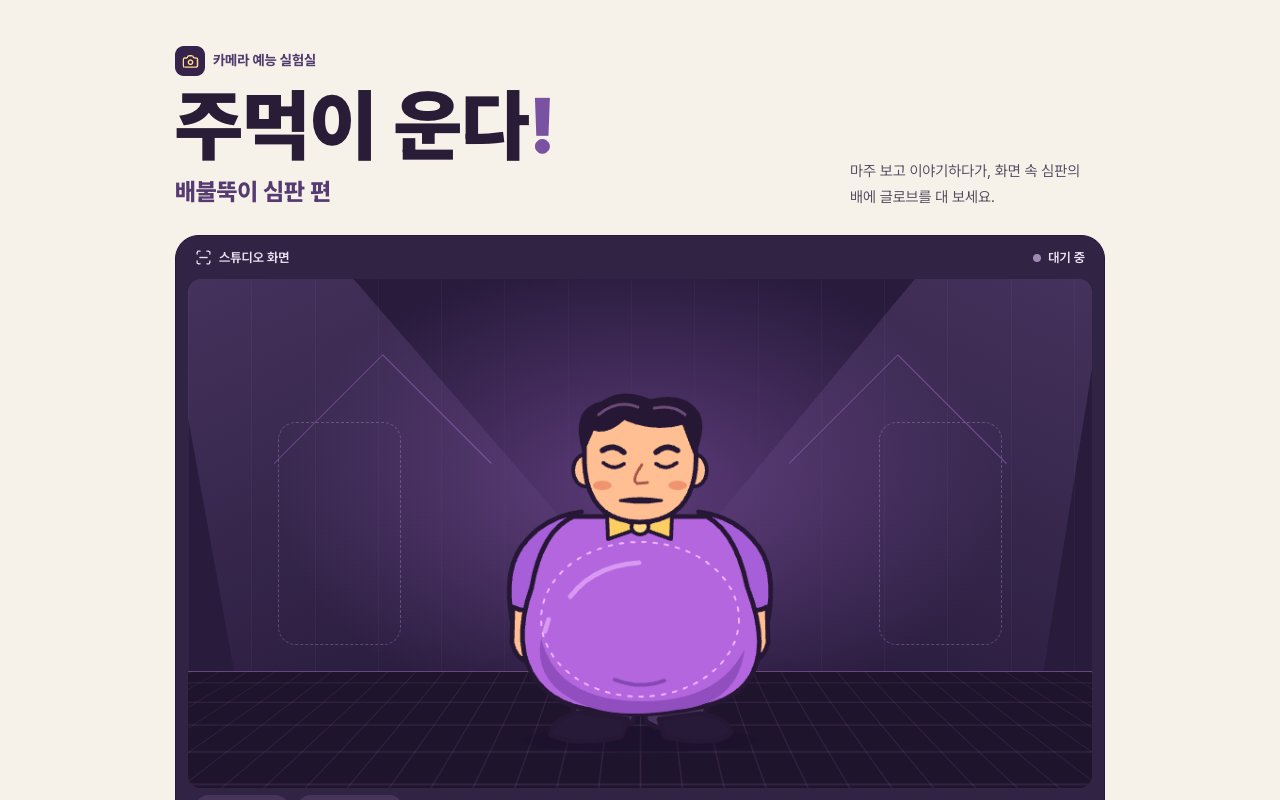 카메라 예능 실험실
주먹이 운다!
배불뚝이 심판 편
마주 보고 이야기하다가, 화면 속 심판의
배에 글로브를 대 보세요.
스튜디오 화면
대기 중